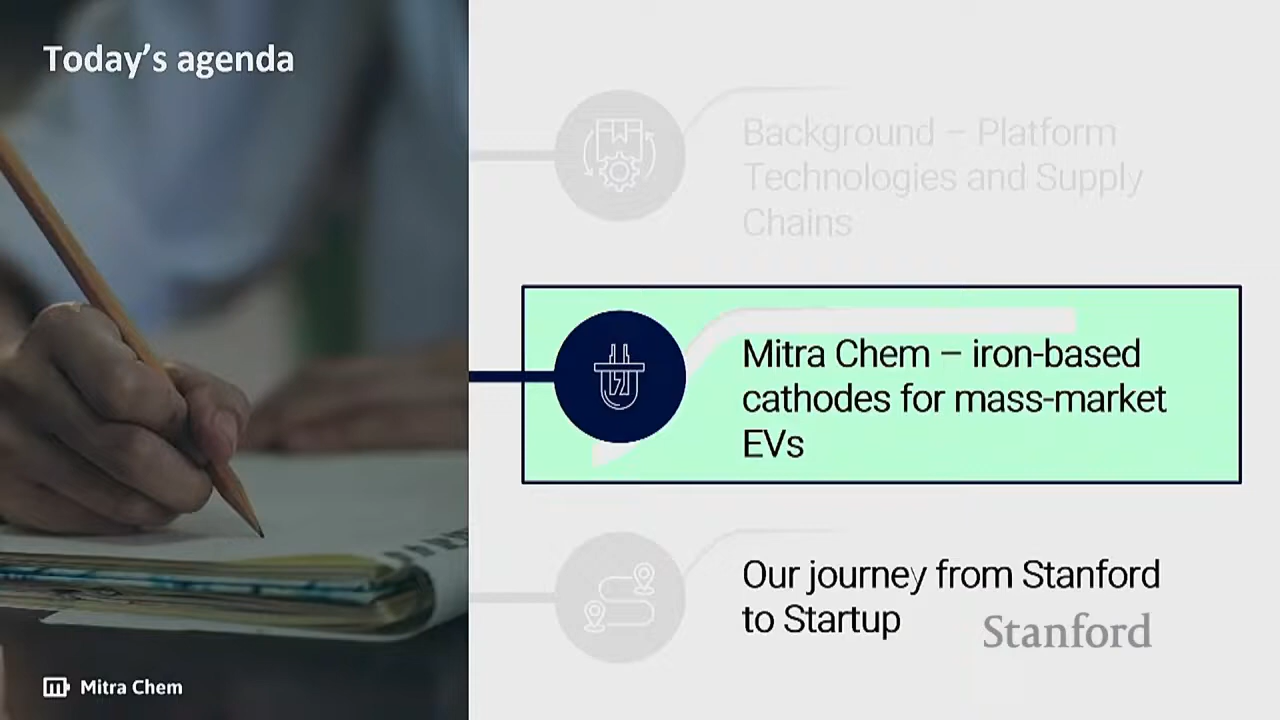 Today's agenda
Background – Platform
Technologies and Supply
Chains
Mitra Chem – iron-based
cathodes for mass-market
EVs
Our journey from Stanford
to Startup
Stanford
Mitra Chem